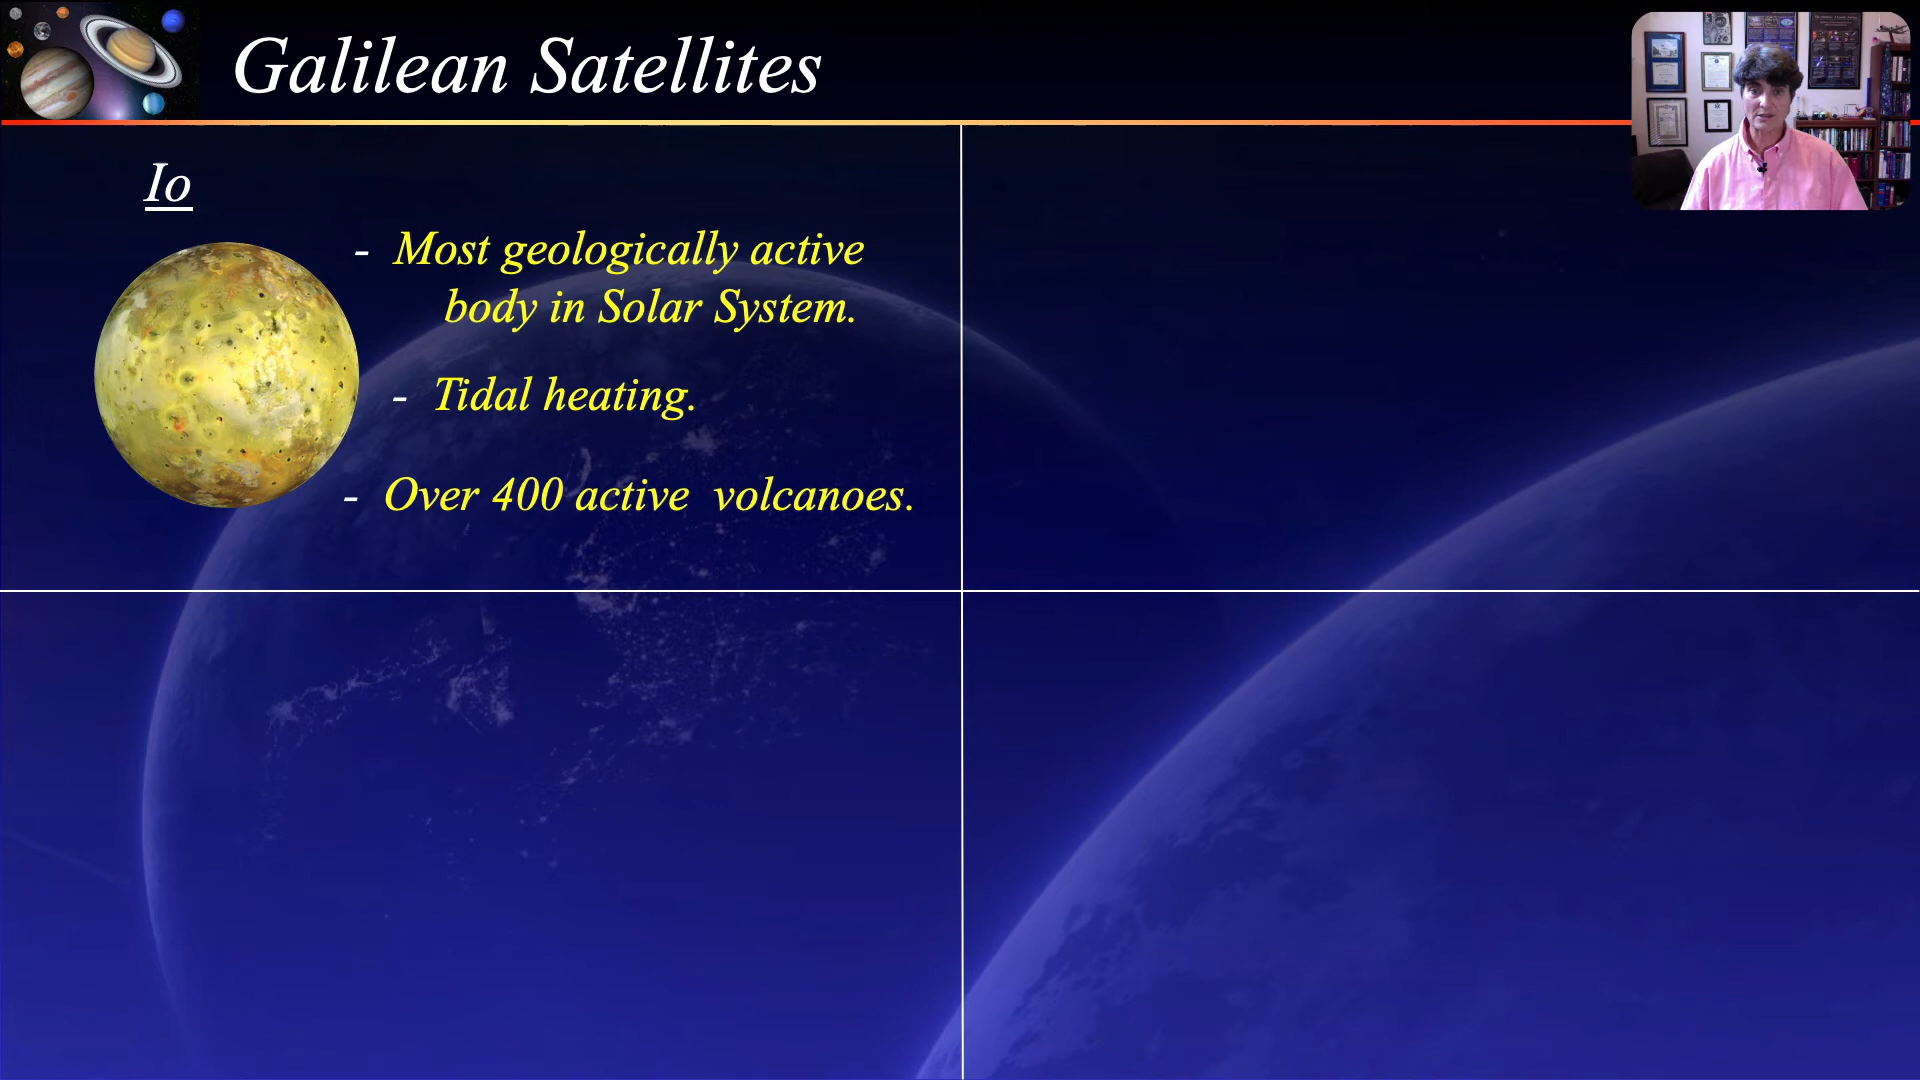 Galilean Satellites
Io
- Most geologically active
body in Solar System.
- Tidal heating.
- Over 400 active volcanoes.